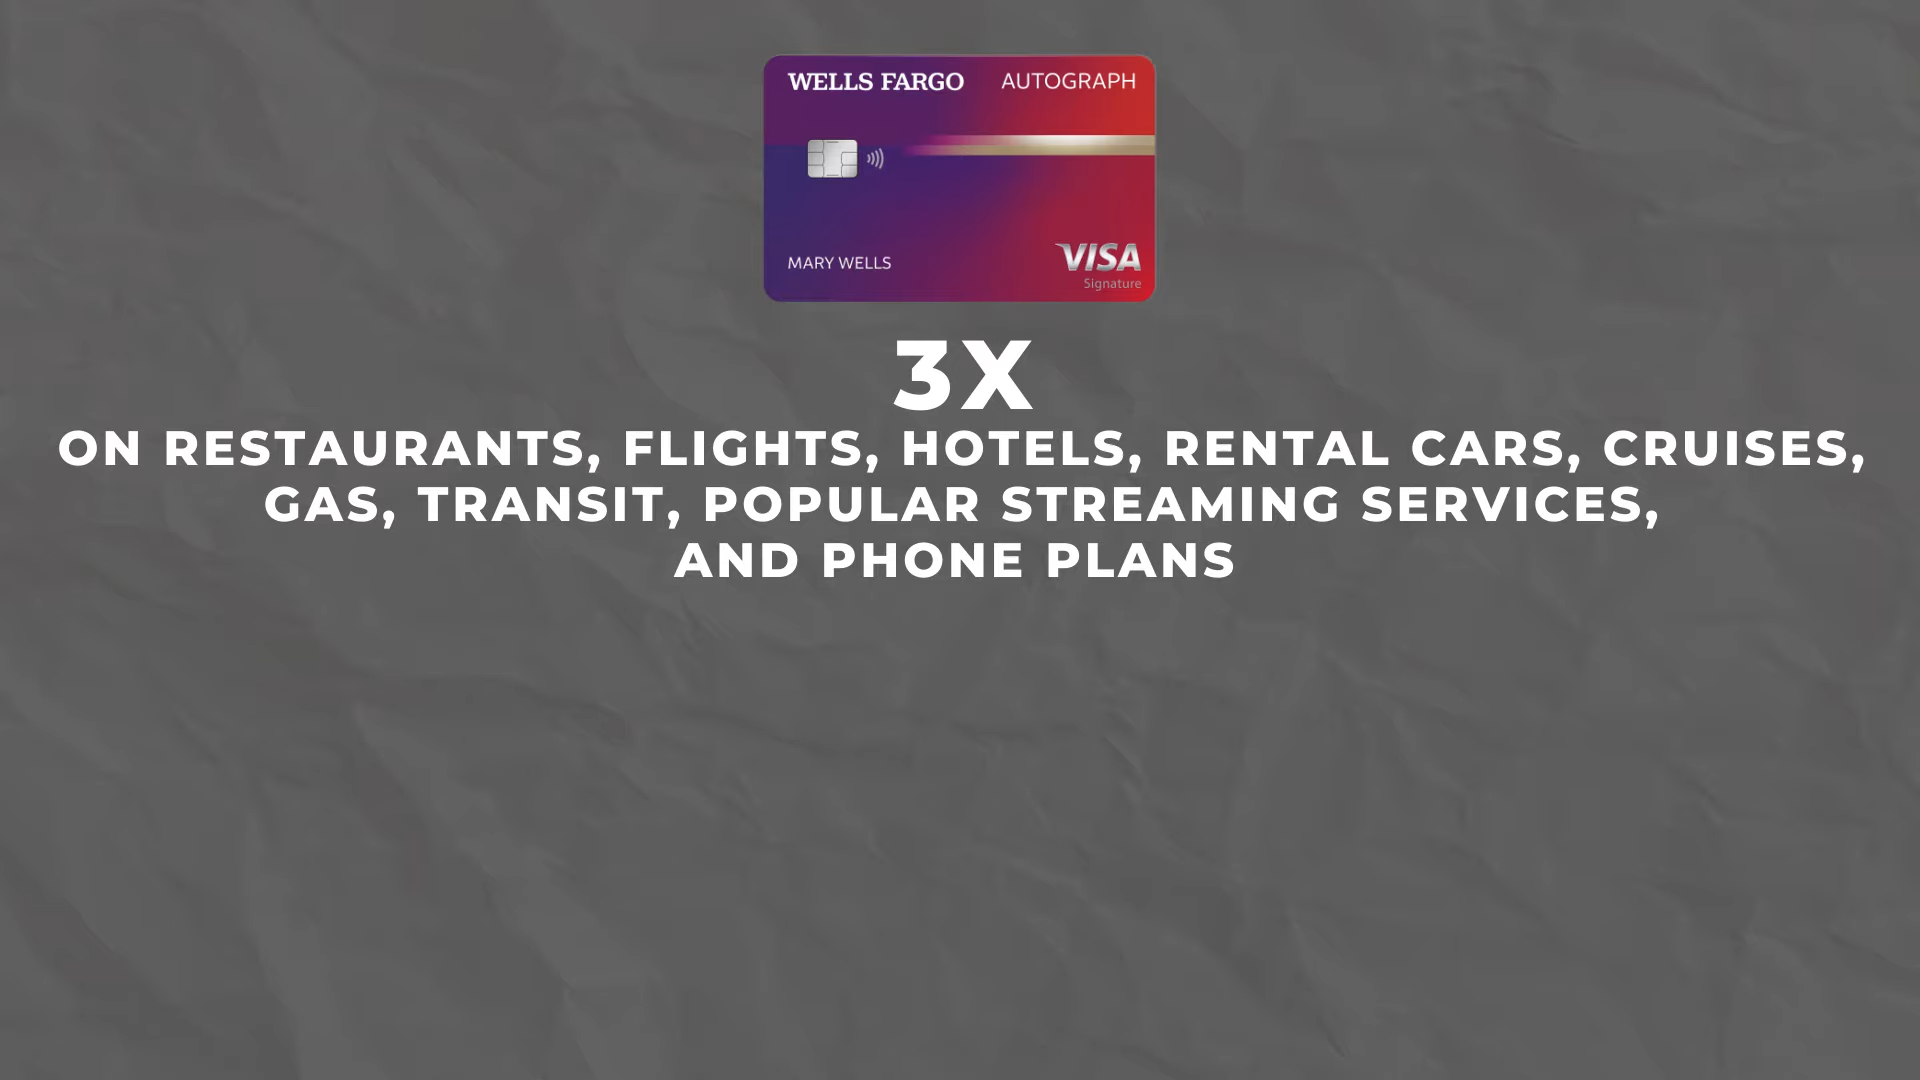 WELLS FARGO AUTOGRAPH
MARY WELLS
VISA
Signature
3X
ON RESTAURANTS, FLIGHTS, HOTELS, RENTAL CARS, CRUISES,
GAS, TRANSIT, POPULAR STREAMING SERVICES,
AND PHONE PLANS